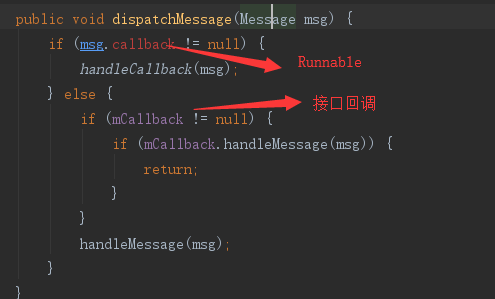 public void dispatchMessage(Message msg) {
if (msg.callback != null) {
Runnable
handleCallback(msg);
} else {
接口回调
if (mCallback != null) {
if (mCallback.handleMessage(msg)) {
return;
}
}
handleMessage(msg);
}
}